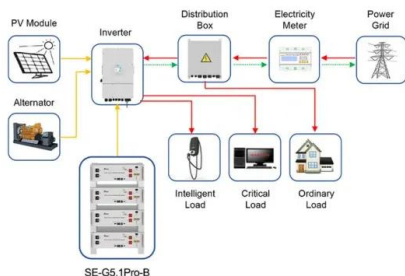 PV Module
Inverter
Distribution
Box
Electricity
Meter
Power
Grid
Alternator
Intelligent
Load
Critical
Load
Ordinary
Load
SE-G5.1Pro-B